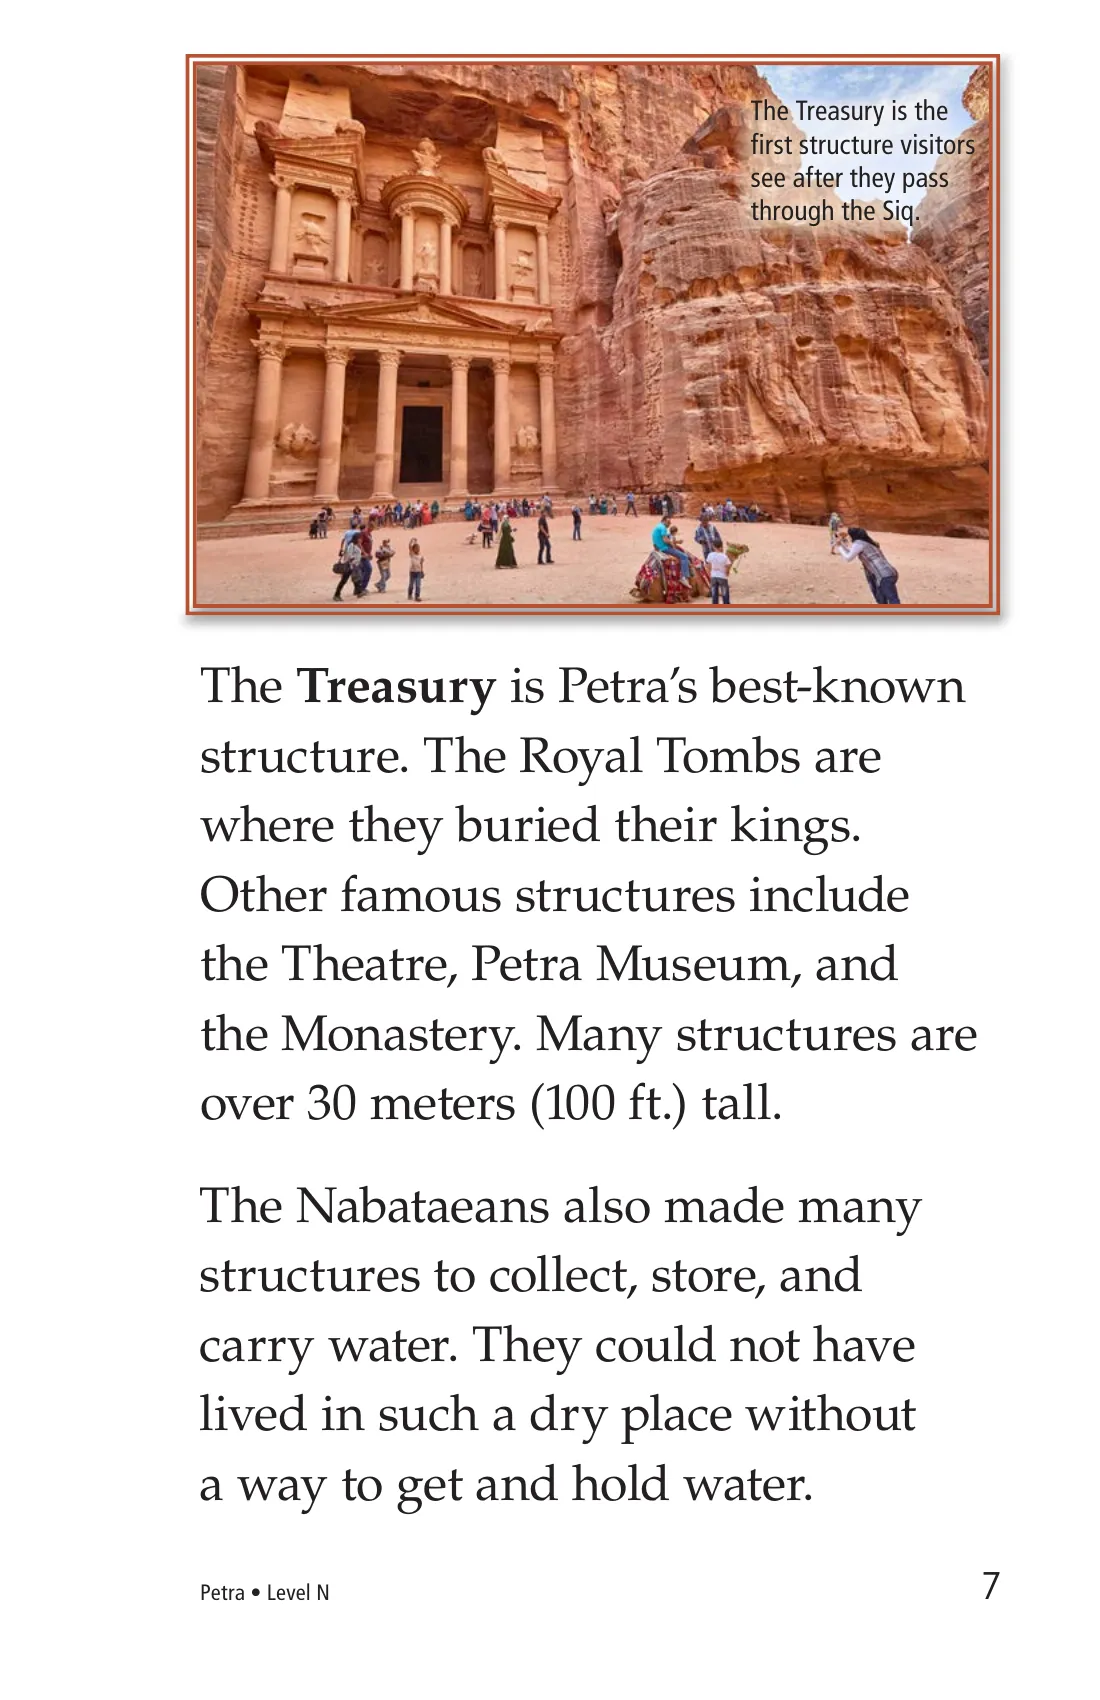 The Treasury is the
first structure visitors
see after they pass
through the Siq.
The Treasury is Petra’s best-known
structure. The Royal Tombs are
where they buried their kings.
Other famous structures include
the Theatre, Petra Museum, and
the Monastery. Many structures are
over 30 meters (100 ft.) tall.
The Nabataeans also made many
structures to collect, store, and
carry water. They could not have
lived in such a dry place without
a way to get and hold water.
Petra • Level N
7